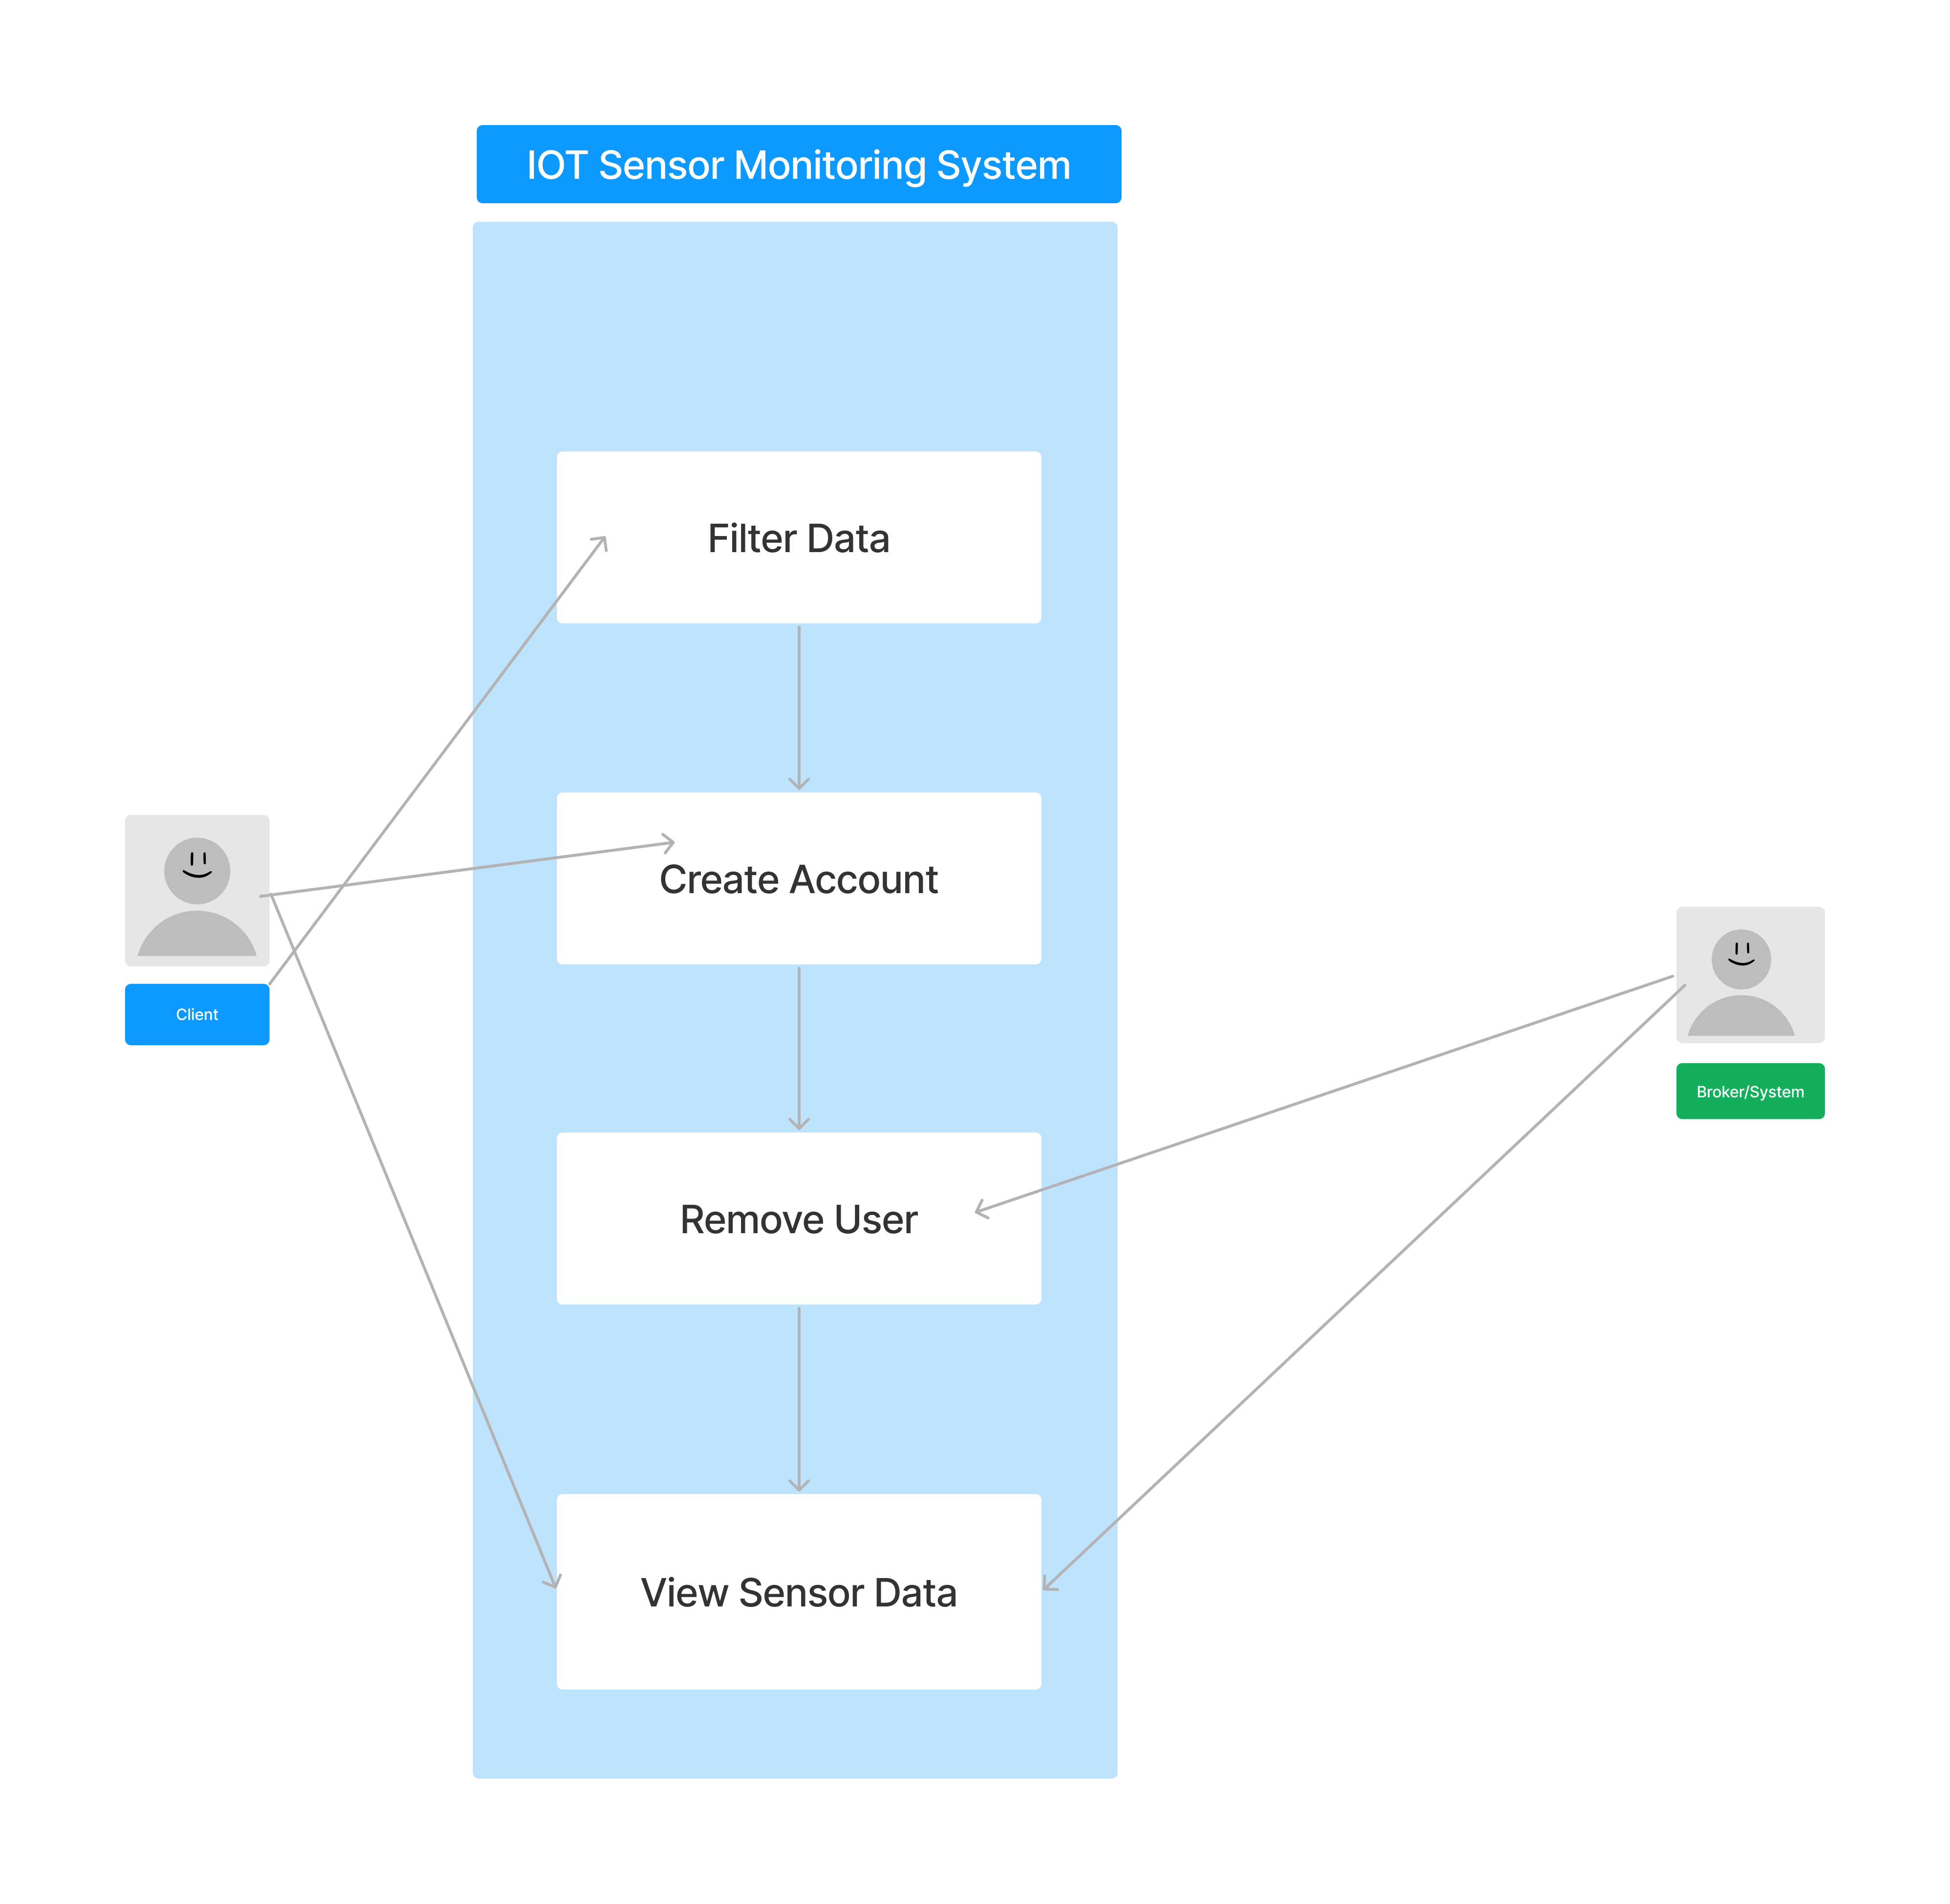 IOT Sensor Monitoring System
Filter Data
Create Account
Client
Broker/System
Remove User
View Sensor Data